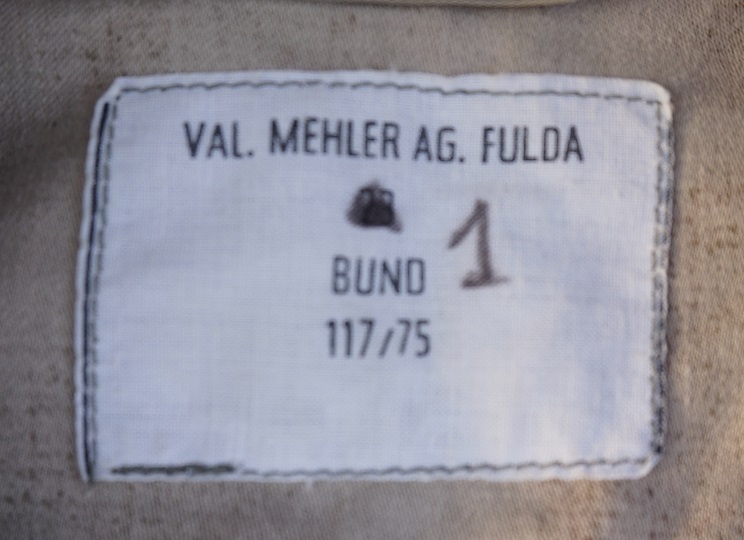 VAL. MEHLER AG. FULDA
1
BUND
117/75